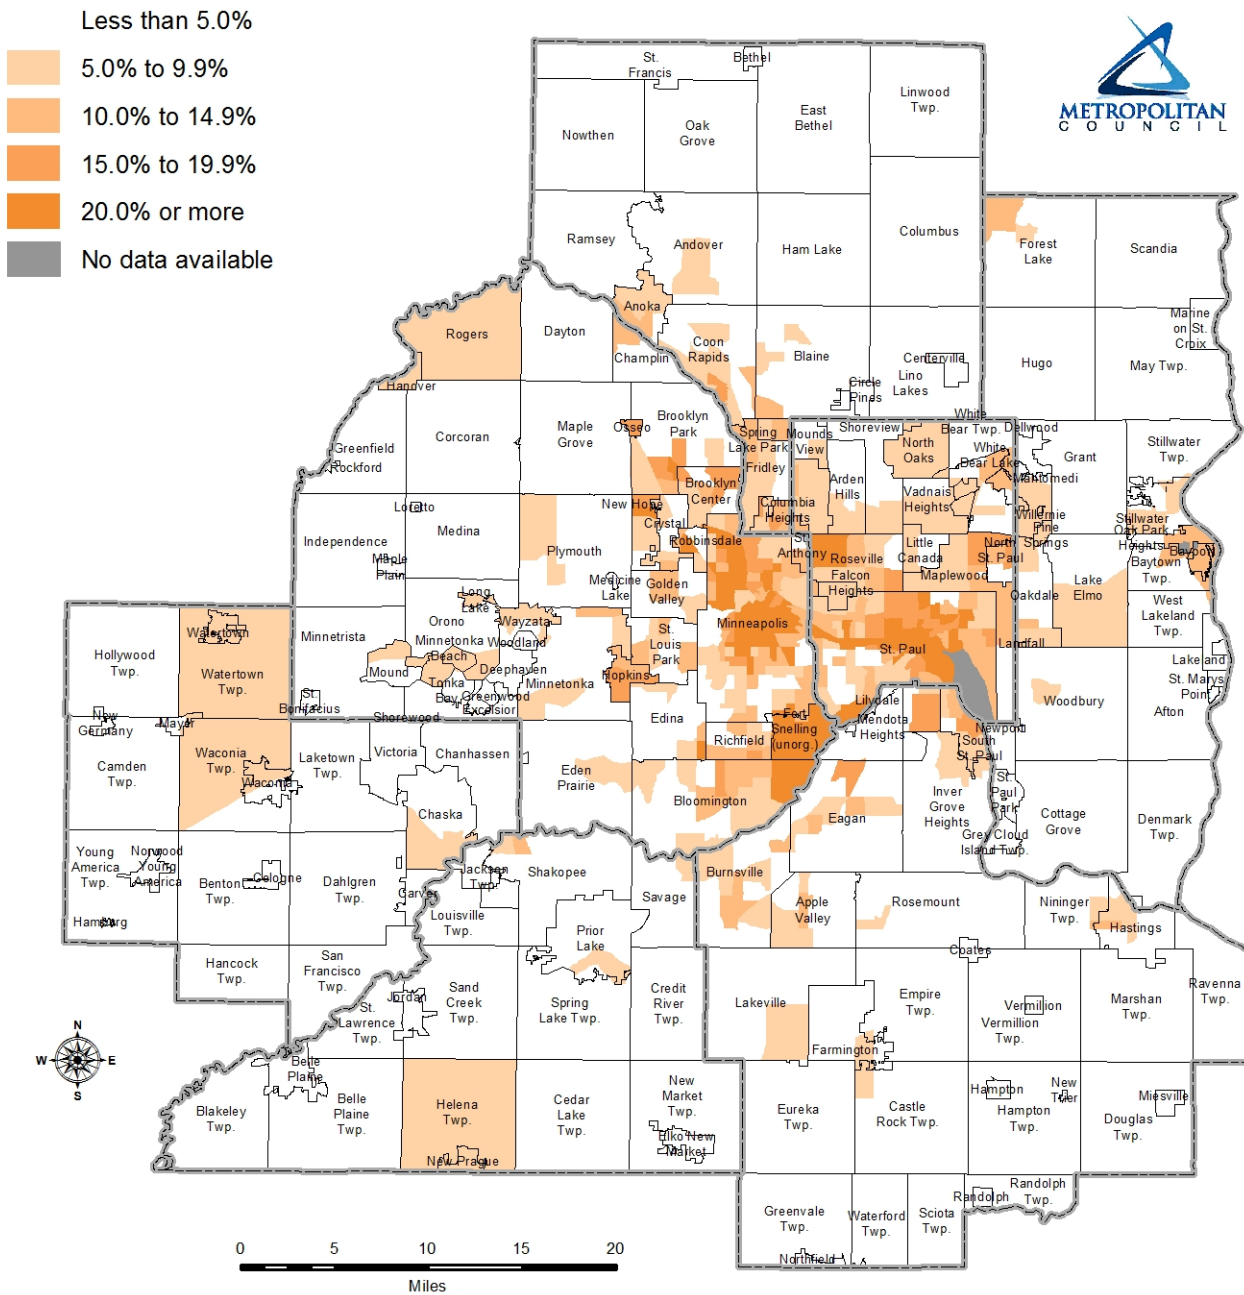 Less than 5.0%
5.0% to 9.9%
10.0% to 14.9%
15.0% to 19.9%
20.0% or more
No data available
METROPOLITAN
COUNCIL
St.
Francis
Bethel
Linwood
Twp.
East
Bethel
Nowthen
Oak
Grove
Ramsey
Andover
Ham Lake
Columbus
Forest
Lake
Scandia
Anoka
Rogers
Dayton
Champlin
Coon
Rapids
Blaine
Centerville
Lino
Lakes
Circle
Pines
Hugo
Marine
on St.
Croix
May Twp.
Hanover
Corcoran
Maple
Grove
Osseo
Brooklyn
Park
Spring
Lake Park
Mounds
View
Shoreview
North
Oaks
White
Bear Twp.
Dellwood
White
Bear Lake
Grant
Stillwater
Twp.
Greenfield
Rockford
Fridley
Arden
Hills
Mahtomedi
Brooklyn
Center
Vadnais
Heights
Loretto
New Hope
Columbia
Heights
Willernie
Pine
Springs
Stillwater
Oak Park
Heights
Independence
Medina
Plymouth
Crystal
Robbinsdale
St.
Anthony
Roseville
Little
Canada
North
St. Paul
Bayport
Baytown
Twp.
Maple
Plain
Medicine
Lake
Golden
Valley
Falcon
Heights
Maplewood
Oakdale
Lake
Elmo
West
Lakeland
Twp.
Long
Lake
Orono
Wayzata
Minneapolis
Watertown
Minnetrista
Minnetonka
Beach
Woodland
St.
Louis
Park
St. Paul
Landfall
Hollywood
Twp.
Watertown
Twp.
Mound
Deephaven
Minnetonka
Hopkins
Lakeland
St. Marys
Point
Tonka
Bay
Greenwood
Excelsior
Woodbury
Afton
St.
Bonifacius
Shorewood
Lilydale
Mendota
Heights
New
Germany
Mayer
Edina
Richfield
Fort
Snelling
(unorg.)
Newport
South
St. Paul
Camden
Twp.
Waconia
Twp.
Laketown
Twp.
Victoria
Chanhassen
Waconia
Eden
Prairie
Bloomington
Inver
Grove
Heights
St.
Paul
Park
Chaska
Eagan
Cottage
Grove
Denmark
Twp.
Grey Cloud
Island Twp.
Young
America
Twp.
Norwood
Young
America
Benton
Twp.
Cologne
Dahlgren
Twp.
Carver
Jackson
Twp.
Shakopee
Burnsville
Savage
Hamburg
Louisville
Twp.
Prior
Lake
Apple
Valley
Rosemount
Nininger
Twp.
Hastings
Hancock
Twp.
San
Francisco
Twp.
Coates
Jordan
St.
Lawrence
Twp.
Sand
Creek
Twp.
Spring
Lake Twp.
Credit
River
Twp.
Lakeville
Empire
Twp.
Vermillion
Vermillion
Twp.
Marshan
Twp.
Ravenna
Twp.
Farmington
N
W
E
S
Belle
Plaine
Blakeley
Twp.
Belle
Plaine
Twp.
Helena
Twp.
New Prague
Cedar
Lake
Twp.
New
Market
Twp.
Elko New
Market
Eureka
Twp.
Castle
Rock Twp.
Hampton
Hampton
Twp.
New
Trier
Miesville
Douglas
Twp.
Randolph
Randolph
Twp.
Greenvale
Twp.
Waterford
Twp.
Sciota
Twp.
Northfield
0 5 10 15 20
Miles